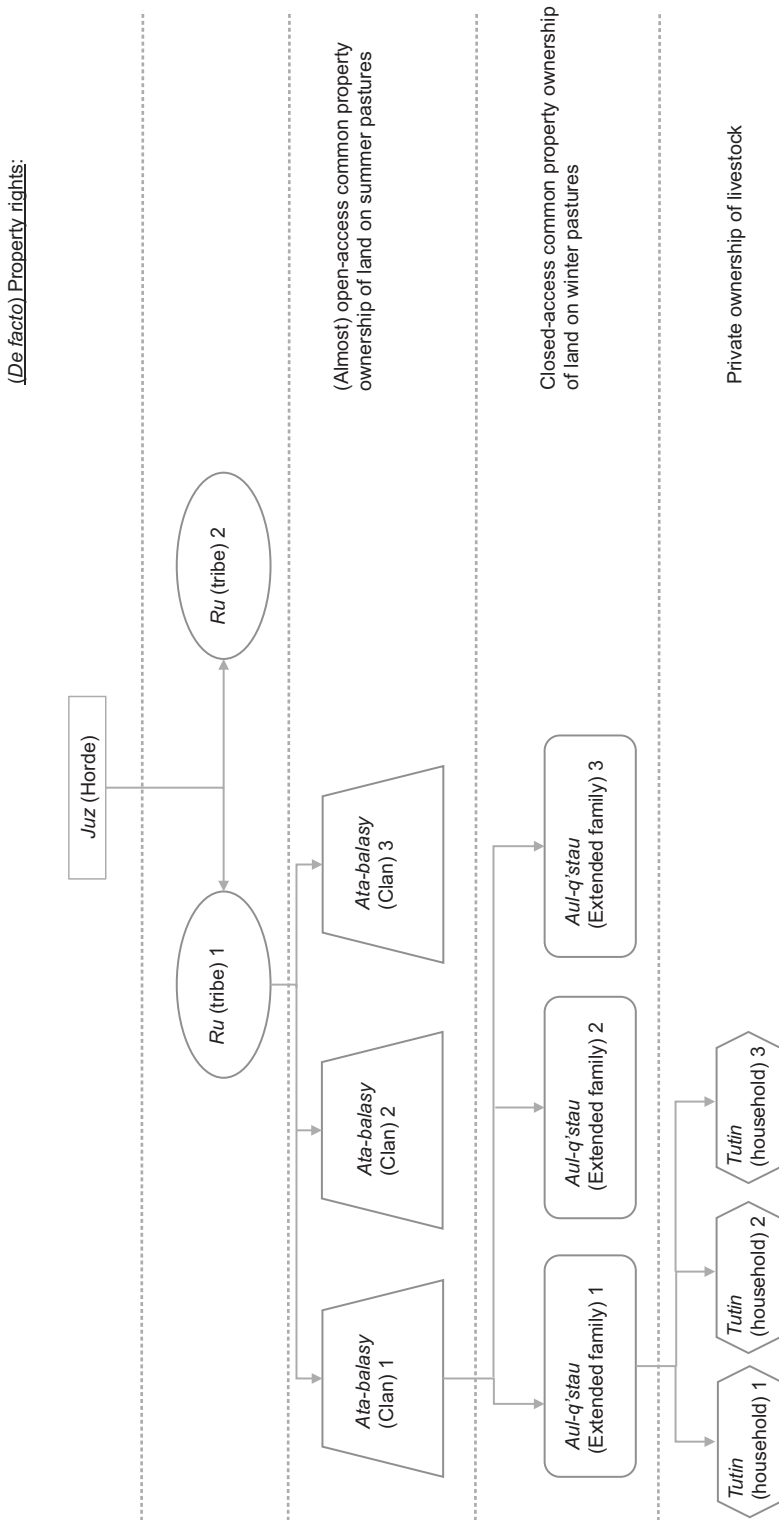 (De facto) Property rights:
Juz (Horde)
Ru (tribe) 1
Ru (tribe) 2
Ata-balasy
(Clan) 1
Ata-balasy
(Clan) 2
Ata-balasy
(Clan) 3
(Almost) open-access common property
ownership of land on summer pastures
Aul-q'stau
(Extended family) 1
Aul-q'stau
(Extended family) 2
Aul-q'stau
(Extended family) 3
Closed-access common property ownership
of land on winter pastures
Tutin
(household) 1
Tutin
(household) 2
Tutin
(household) 3
Private ownership of livestock